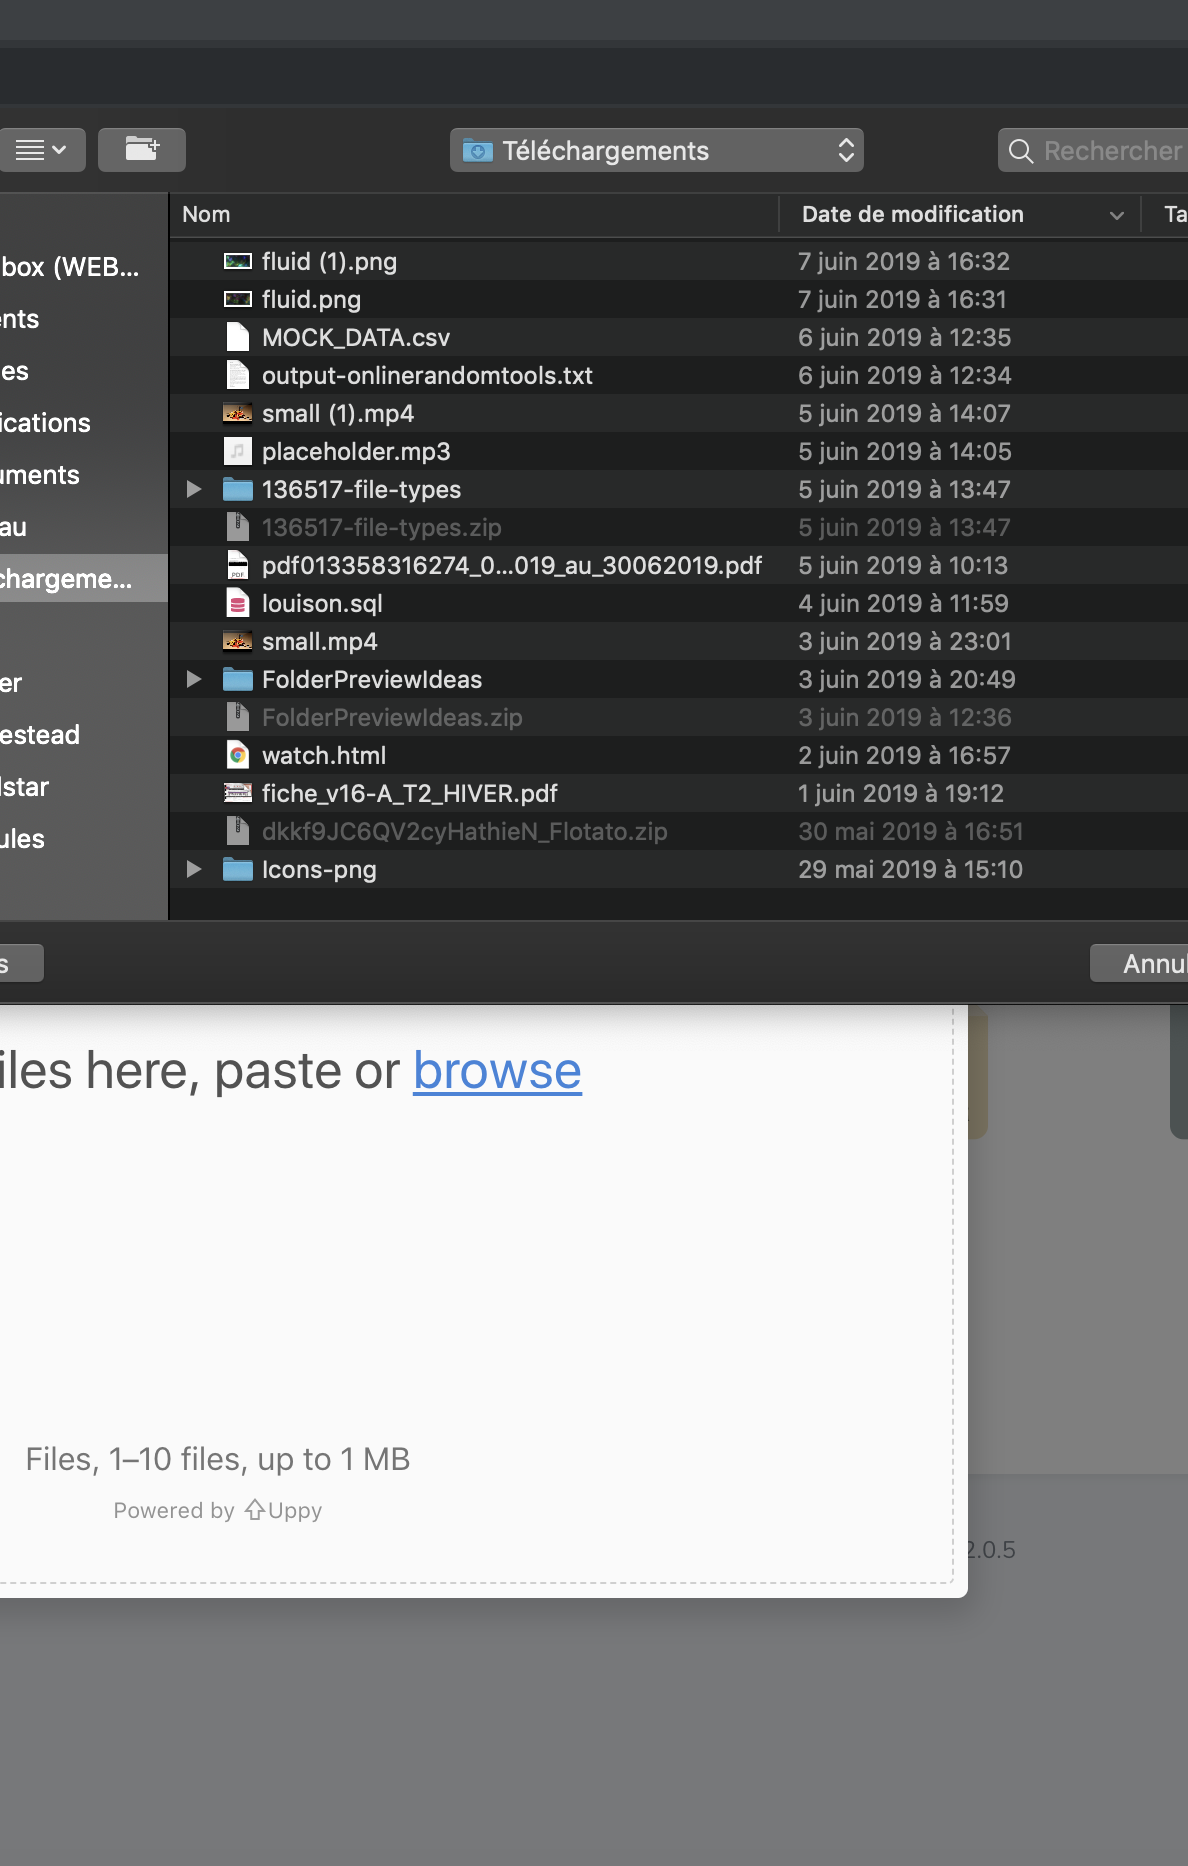 Téléchargements
Rechercher
Nom Date de modification Ta
box (WEB...
nts
es
ications
uments
au
chargeme...
er
estead
lstar
ules
fluid (1).png 7 juin 2019 à 16:32
fluid.png 7 juin 2019 à 16:31
MOCK_DATA.csv 6 juin 2019 à 12:35
output-onlinerandomtools.txt 6 juin 2019 à 12:34
small (1).mp4 5 juin 2019 à 14:07
placeholder.mp3 5 juin 2019 à 14:05
136517-file-types 5 juin 2019 à 13:47
136517-file-types.zip 5 juin 2019 à 13:47
pdf013358316274_0...019_au_30062019.pdf 5 juin 2019 à 10:13
louison.sql 4 juin 2019 à 11:59
small.mp4 3 juin 2019 à 23:01
FolderPreviewIdeas 3 juin 2019 à 20:49
FolderPreviewIdeas.zip 3 juin 2019 à 12:36
watch.html 2 juin 2019 à 16:57
fiche_v16-A_T2_HIVER.pdf 1 juin 2019 à 19:12
dkkf9JC6QV2cyHathieN_Flotato.zip 30 mai 2019 à 16:51
Icons-png 29 mai 2019 à 15:10
s
Annul
iles here, paste or browse
Files, 1–10 files, up to 1 MB
Powered by Uppy
2.0.5